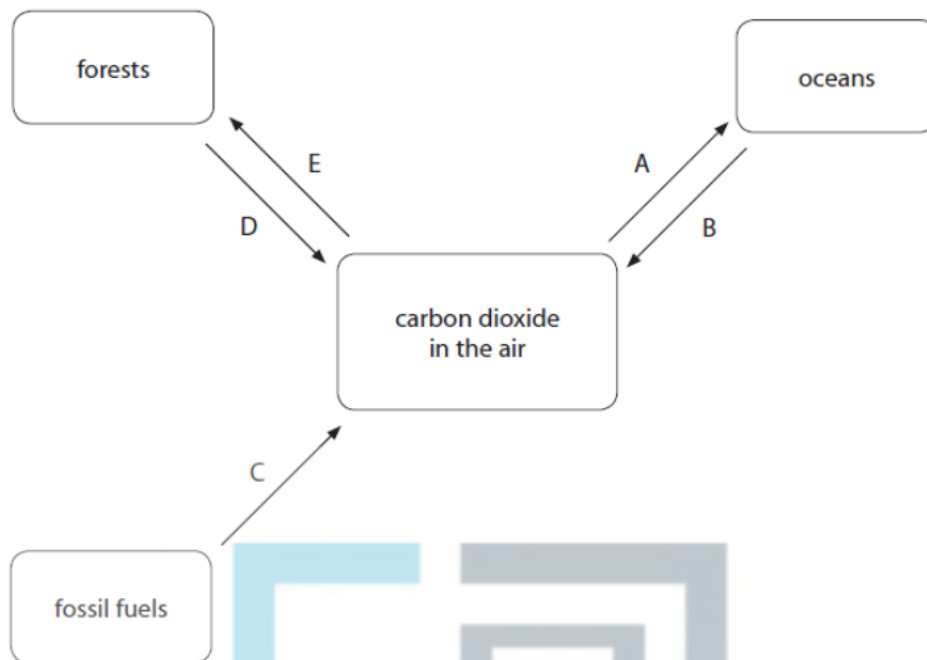 forests
oceans
E
A
D
B
carbon dioxide
in the air
C
fossil fuels